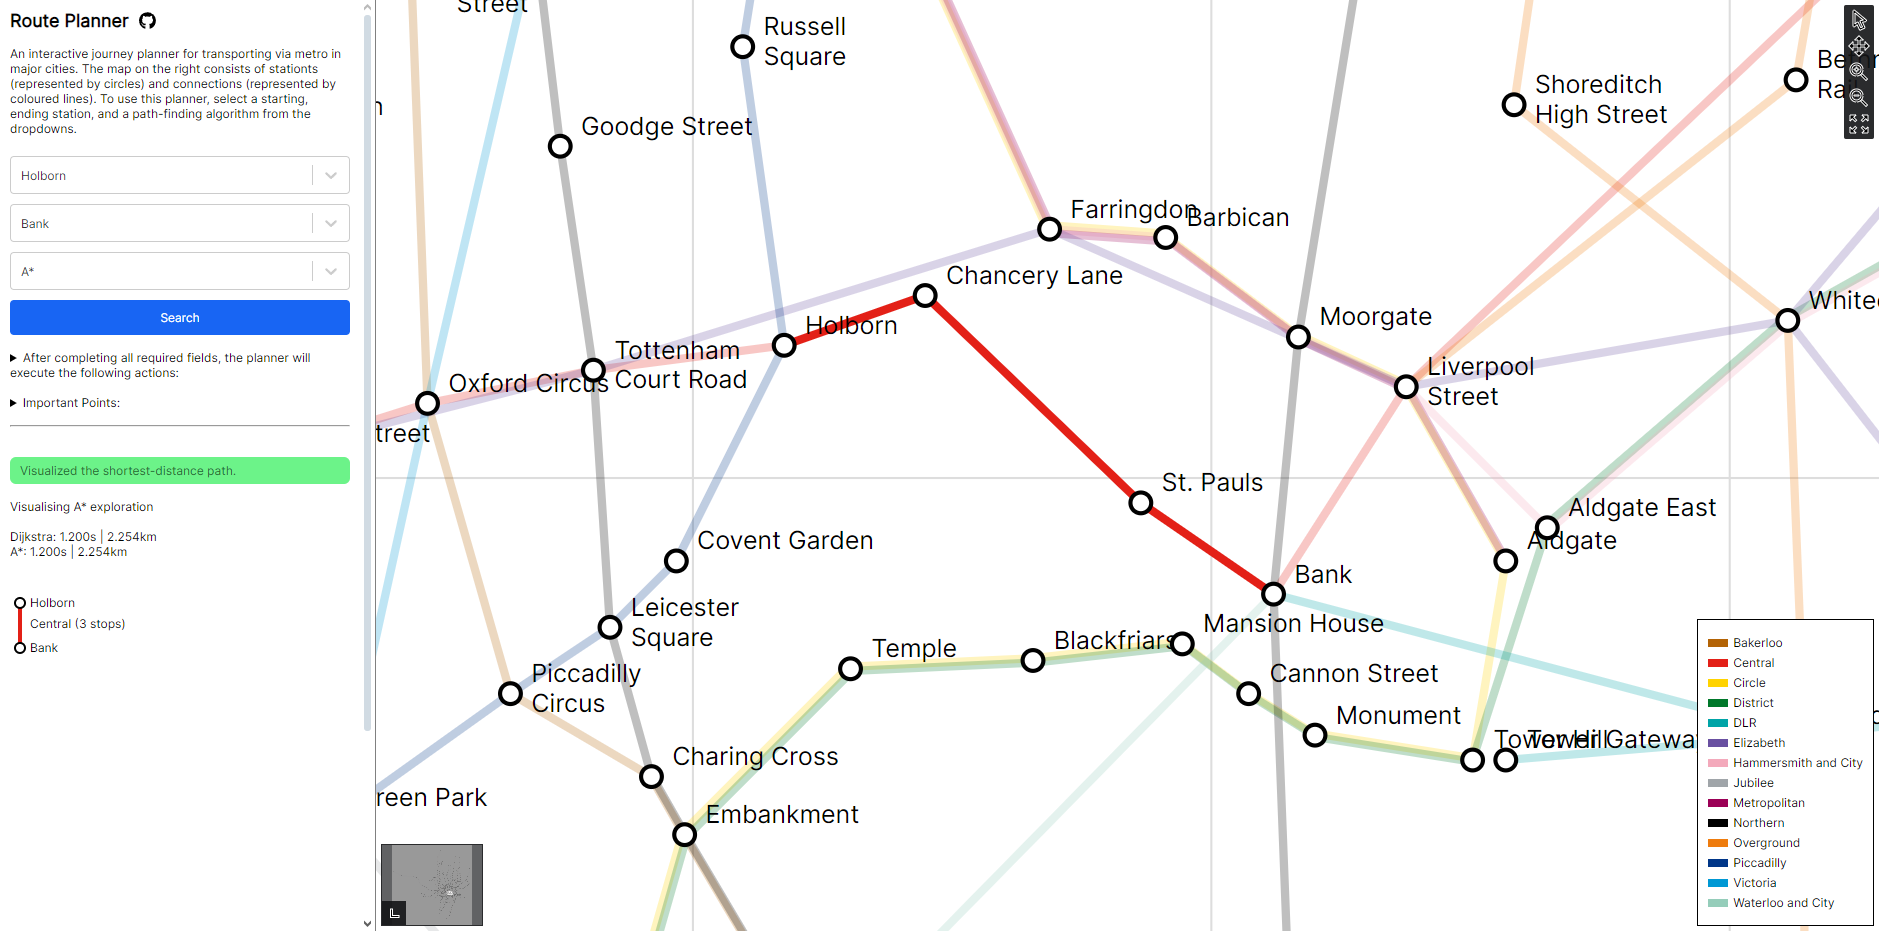 Route Planner
An interactive journey planner for transporting via metro in
major cities. The map on the right consists of stationts
(represented by circles) and connections (represented by
coloured lines). To use this planner, select a starting,
ending station, and a path-finding algorithm from the
dropdowns.
Holborn
Bank
A*
Search
After completing all required fields, the planner will
execute the following actions:
Important Points:
Visualized the shortest-distance path.
Visualising A* exploration
Dijkstra: 1.200s | 2.254km
A*: 1.200s | 2.254km
Holborn
Central (3 stops)
Bank
Street
Russell
Square
Goodge Street
Shoreditch
High Street
Farringdon
Barbican
Chancery Lane
Holborn
Moorgate
Tottenham
Court Road
Oxford Circus
treet
Liverpool
Street
White
St. Pauls
Aldgate East
Aldgate
Covent Garden
Bank
Leicester
Square
Mansion House
Temple
Blackfriars
Piccadilly
Circus
Cannon Street
Monument
Tower Hill
Tower Gateway
Charing Cross
reen Park
Embankment
Bakerloo
Central
Circle
District
DLR
Elizabeth
Hammersmith and City
Jubilee
Metropolitan
Northern
Overground
Piccadilly
Victoria
Waterloo and City